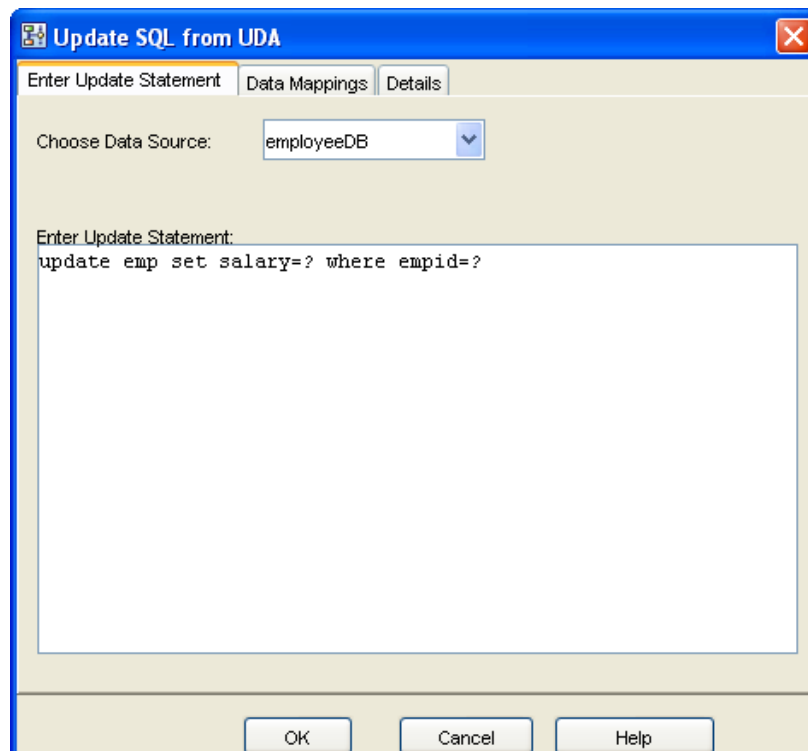 Update SQL from UDA
Enter Update Statement Data Mappings Details
Choose Data Source: employeeDB
Enter Update Statement:
update emp set salary=? where empid=?
OK Cancel Help